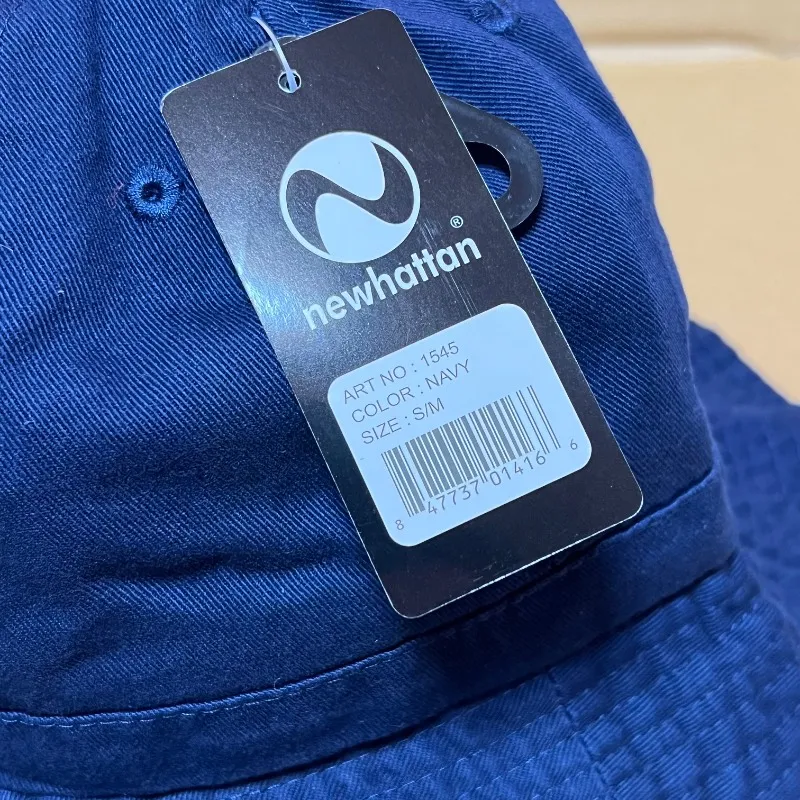 newhattan®
ART NO : 1545
COLOR : NAVY
SIZE : S/M
8 47737 01416 6